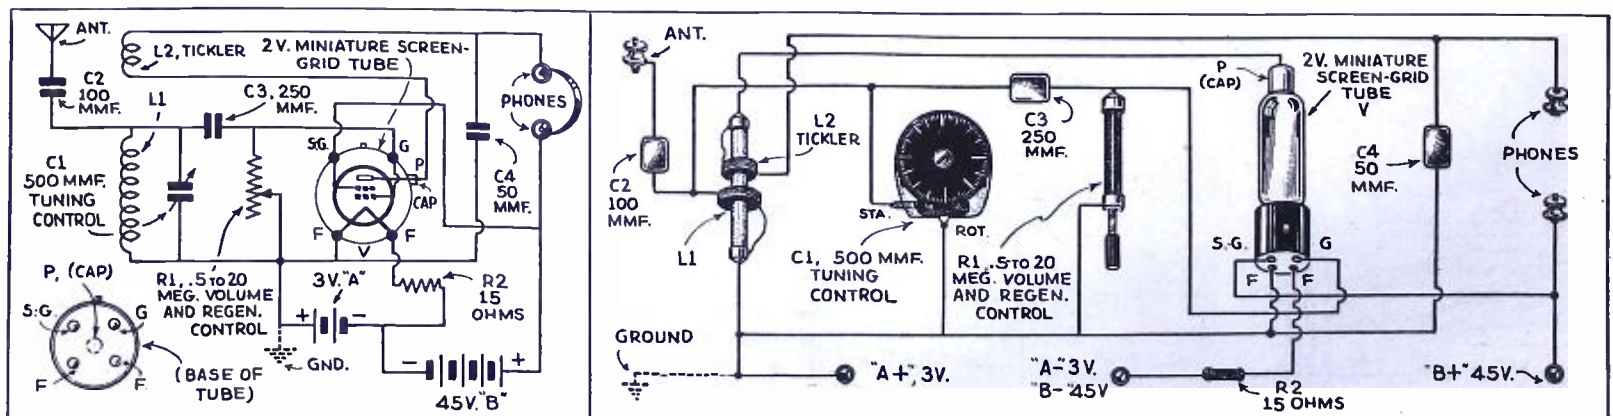 ANT.
L2, TICKLER
2V. MINIATURE SCREEN-
GRID TUBE
C2
100
MMF.
L1
C3, 250
MMF.
PHONES
C1
500 MMF.
TUNING
CONTROL
S.G.
G
P
CAP
C4
50
MMF.
F
F
V
P, (CAP)
S.G.
G
F
F
(BASE OF
TUBE)
R1, .5 TO 20
MEG. VOLUME
AND REGEN.
CONTROL
3V. "A"
+
-
R2
15
OHMS
GND.
-
+
45V. "B"
ANT.
C2
100
MMF.
L2
TICKLER
L1
STA.
ROT.
C1, 500 MMF.
TUNING
CONTROL
C3
250
MMF.
R1, .5 TO 20
MEG. VOLUME
AND REGEN.
CONTROL
P
(CAP)
2V. MINIATURE
SCREEN-GRID
TUBE
V
S.-G.
G
F
F
C4
50
MMF.
PHONES
GROUND
"A+", 3V.
"A-" 3V.
"B-" 45V
R2
15 OHMS
"B+" 45V.